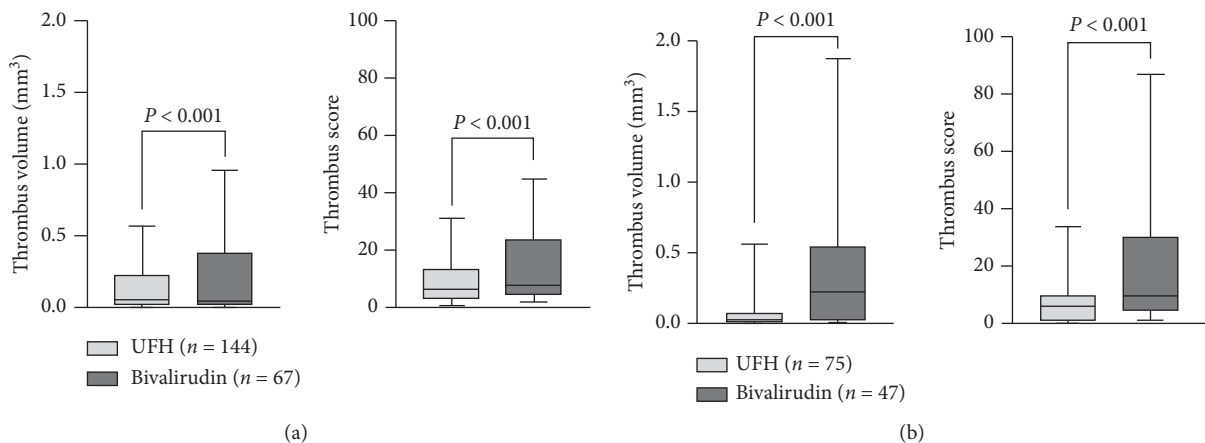 Thrombus volume (mm³)
2.0
1.5
1.0
0.5
0.0
P < 0.001
Thrombus score
100
80
60
40
20
0
P < 0.001
UFH (n = 144)
Bivalirudin (n = 67)
(a)
Thrombus volume (mm³)
2.0
1.5
1.0
0.5
0.0
P < 0.001
Thrombus score
100
80
60
40
20
0
P < 0.001
UFH (n = 75)
Bivalirudin (n = 47)
(b)